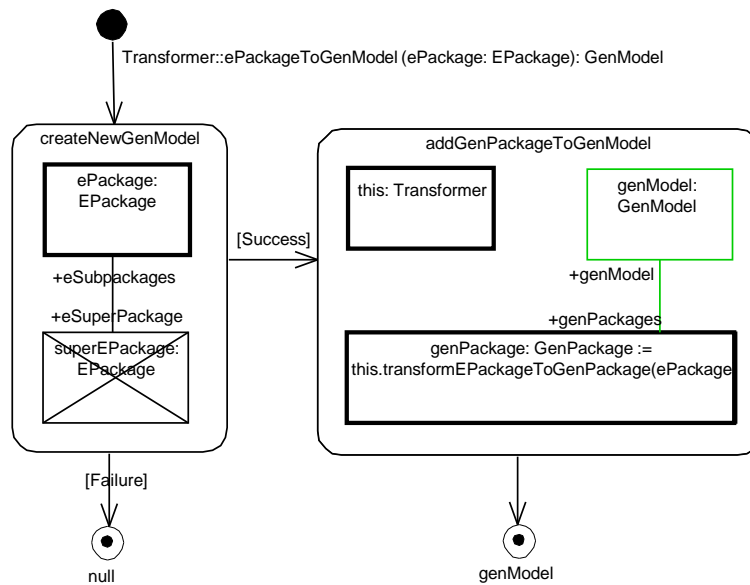 Transformer::ePackageToGenModel (ePackage: EPackage): GenModel
createNewGenModel
ePackage:
EPackage
+eSubpackages
+eSuperPackage
superEPackage:
EPackage
[Success]
addGenPackageToGenModel
this: Transformer
genModel:
GenModel
+genModel
+genPackages
genPackage: GenPackage :=
this.transformEPackageToGenPackage(ePackage
[Failure]
null
genModel